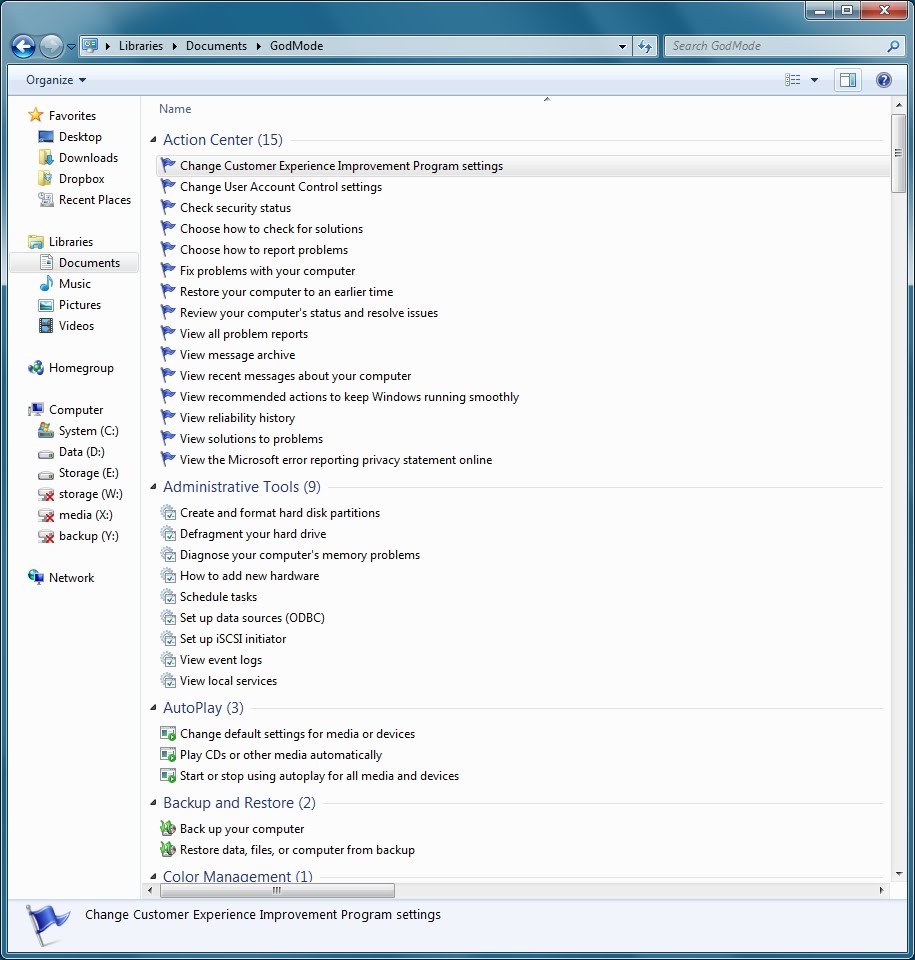 Libraries Documents GodMode
Search GodMode
Organize
Favorites
Desktop
Downloads
Dropbox
Recent Places
Libraries
Documents
Music
Pictures
Videos
Homegroup
Computer
System (C:)
Data (D:)
Storage (E:)
storage (W:)
media (X:)
backup (Y:)
Network
Name
Action Center (15)
Change Customer Experience Improvement Program settings
Change User Account Control settings
Check security status
Choose how to check for solutions
Choose how to report problems
Fix problems with your computer
Restore your computer to an earlier time
Review your computer's status and resolve issues
View all problem reports
View message archive
View recent messages about your computer
View recommended actions to keep Windows running smoothly
View reliability history
View solutions to problems
View the Microsoft error reporting privacy statement online
Administrative Tools (9)
Create and format hard disk partitions
Defragment your hard drive
Diagnose your computer's memory problems
How to add new hardware
Schedule tasks
Set up data sources (ODBC)
Set up iSCSI initiator
View event logs
View local services
AutoPlay (3)
Change default settings for media or devices
Play CDs or other media automatically
Start or stop using autoplay for all media and devices
Backup and Restore (2)
Back up your computer
Restore data, files, or computer from backup
Color Management (1)
Change Customer Experience Improvement Program settings